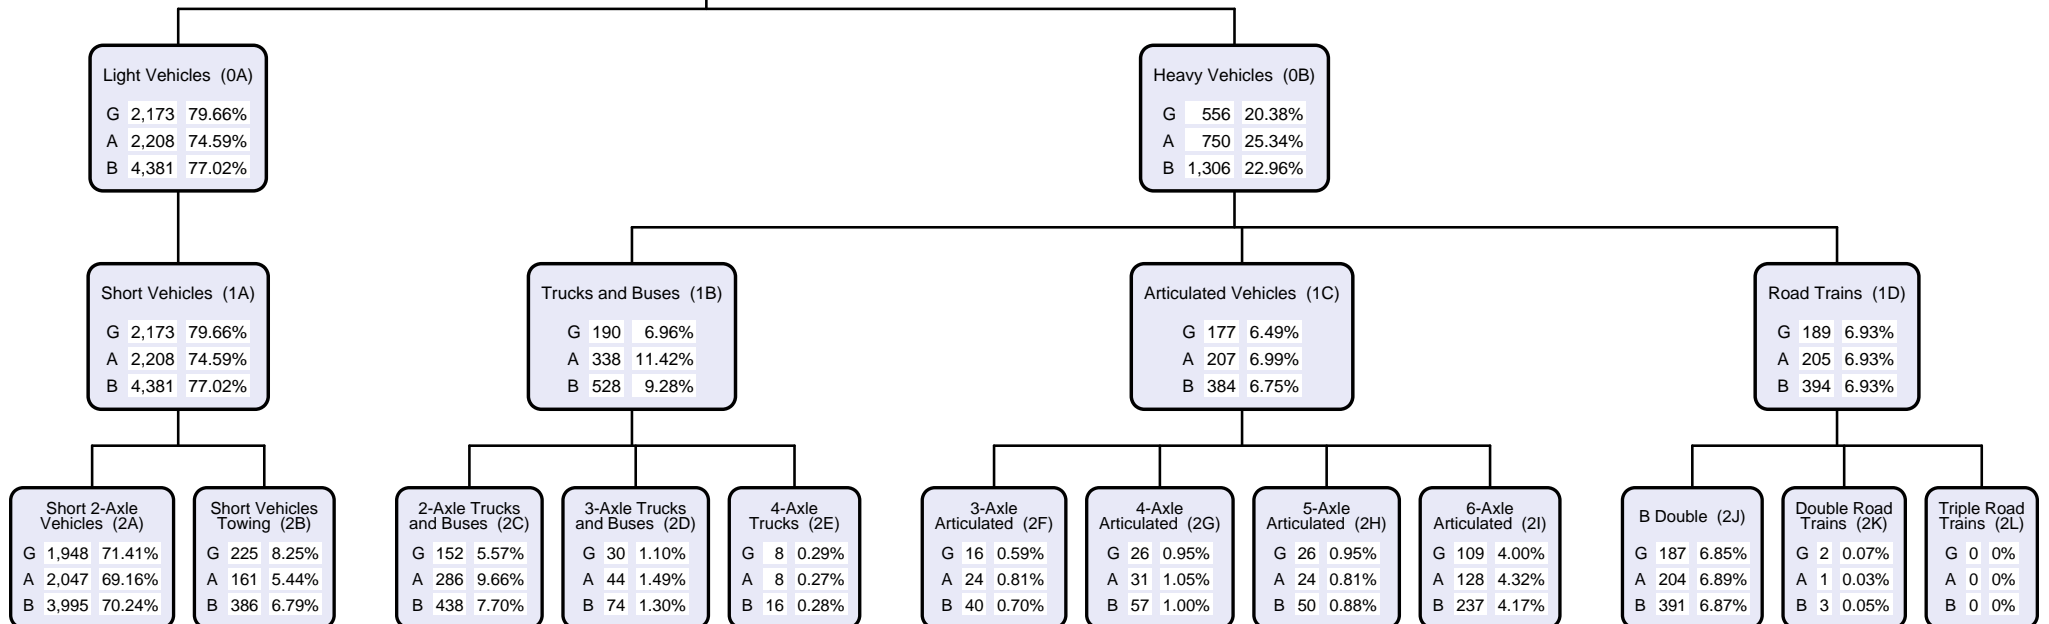 Light Vehicles (0A)
G 2,173 79.66%
A 2,208 74.59%
B 4,381 77.02%
Heavy Vehicles (0B)
G 556 20.38%
A 750 25.34%
B 1,306 22.96%
Short Vehicles (1A)
G 2,173 79.66%
A 2,208 74.59%
B 4,381 77.02%
Trucks and Buses (1B)
G 190 6.96%
A 338 11.42%
B 528 9.28%
Articulated Vehicles (1C)
G 177 6.49%
A 207 6.99%
B 384 6.75%
Road Trains (1D)
G 189 6.93%
A 205 6.93%
B 394 6.93%
Short 2-Axle
Vehicles (2A)
G 1,948 71.41%
A 2,047 69.16%
B 3,995 70.24%
Short Vehicles
Towing (2B)
G 225 8.25%
A 161 5.44%
B 386 6.79%
2-Axle Trucks
and Buses (2C)
G 152 5.57%
A 286 9.66%
B 438 7.70%
3-Axle Trucks
and Buses (2D)
G 30 1.10%
A 44 1.49%
B 74 1.30%
4-Axle
Trucks (2E)
G 8 0.29%
A 8 0.27%
B 16 0.28%
3-Axle
Articulated (2F)
G 16 0.59%
A 24 0.81%
B 40 0.70%
4-Axle
Articulated (2G)
G 26 0.95%
A 31 1.05%
B 57 1.00%
5-Axle
Articulated (2H)
G 26 0.95%
A 24 0.81%
B 50 0.88%
6-Axle
Articulated (2I)
G 109 4.00%
A 128 4.32%
B 237 4.17%
B Double (2J)
G 187 6.85%
A 204 6.89%
B 391 6.87%
Double Road
Trains (2K)
G 2 0.07%
A 1 0.03%
B 3 0.05%
Triple Road
Trains (2L)
G 0 0%
A 0 0%
B 0 0%